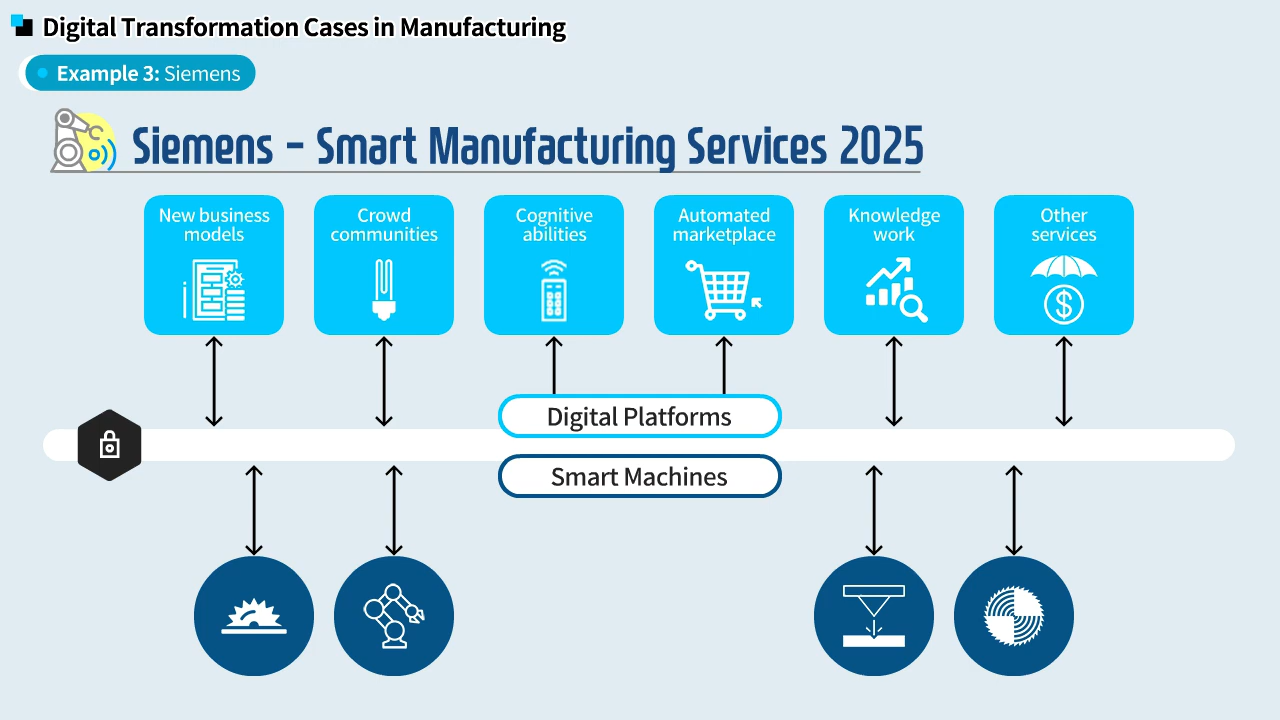 Digital Transformation Cases in Manufacturing
Example 3: Siemens
Siemens - Smart Manufacturing Services 2025
New business
models
Crowd
communities
Cognitive
abilities
Automated
marketplace
Knowledge
work
Other
services
Digital Platforms
Smart Machines